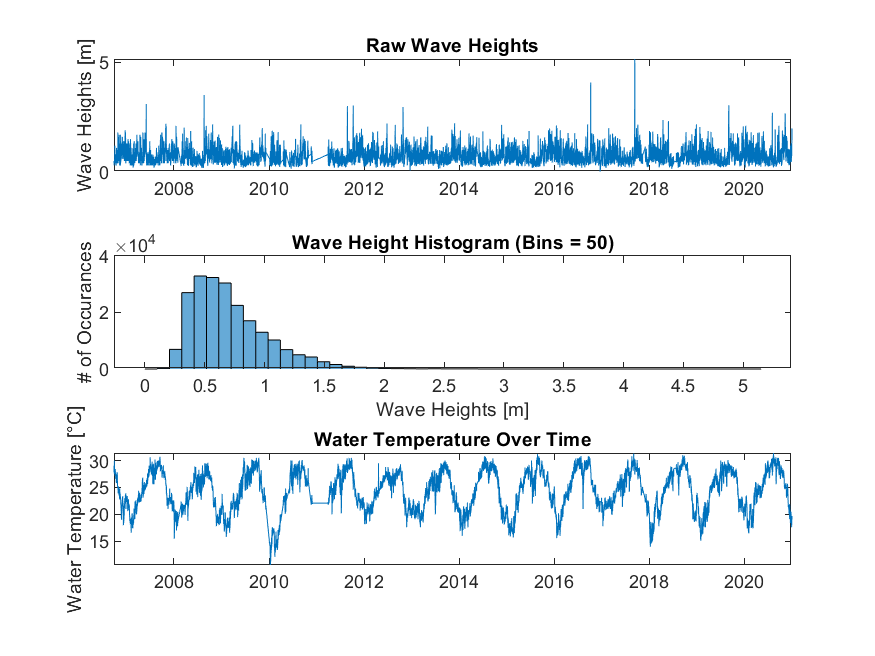 Raw Wave Heights
Wave Heights [m]
5
0
2008 2010 2012 2014 2016 2018 2020
Wave Height Histogram (Bins = 50)
×10⁴
# of Occurances
4
2
0
0 0.5 1 1.5 2 2.5 3 3.5 4 4.5 5
Wave Heights [m]
Water Temperature Over Time
Water Temperature [°C]
30
25
20
15
2008 2010 2012 2014 2016 2018 2020